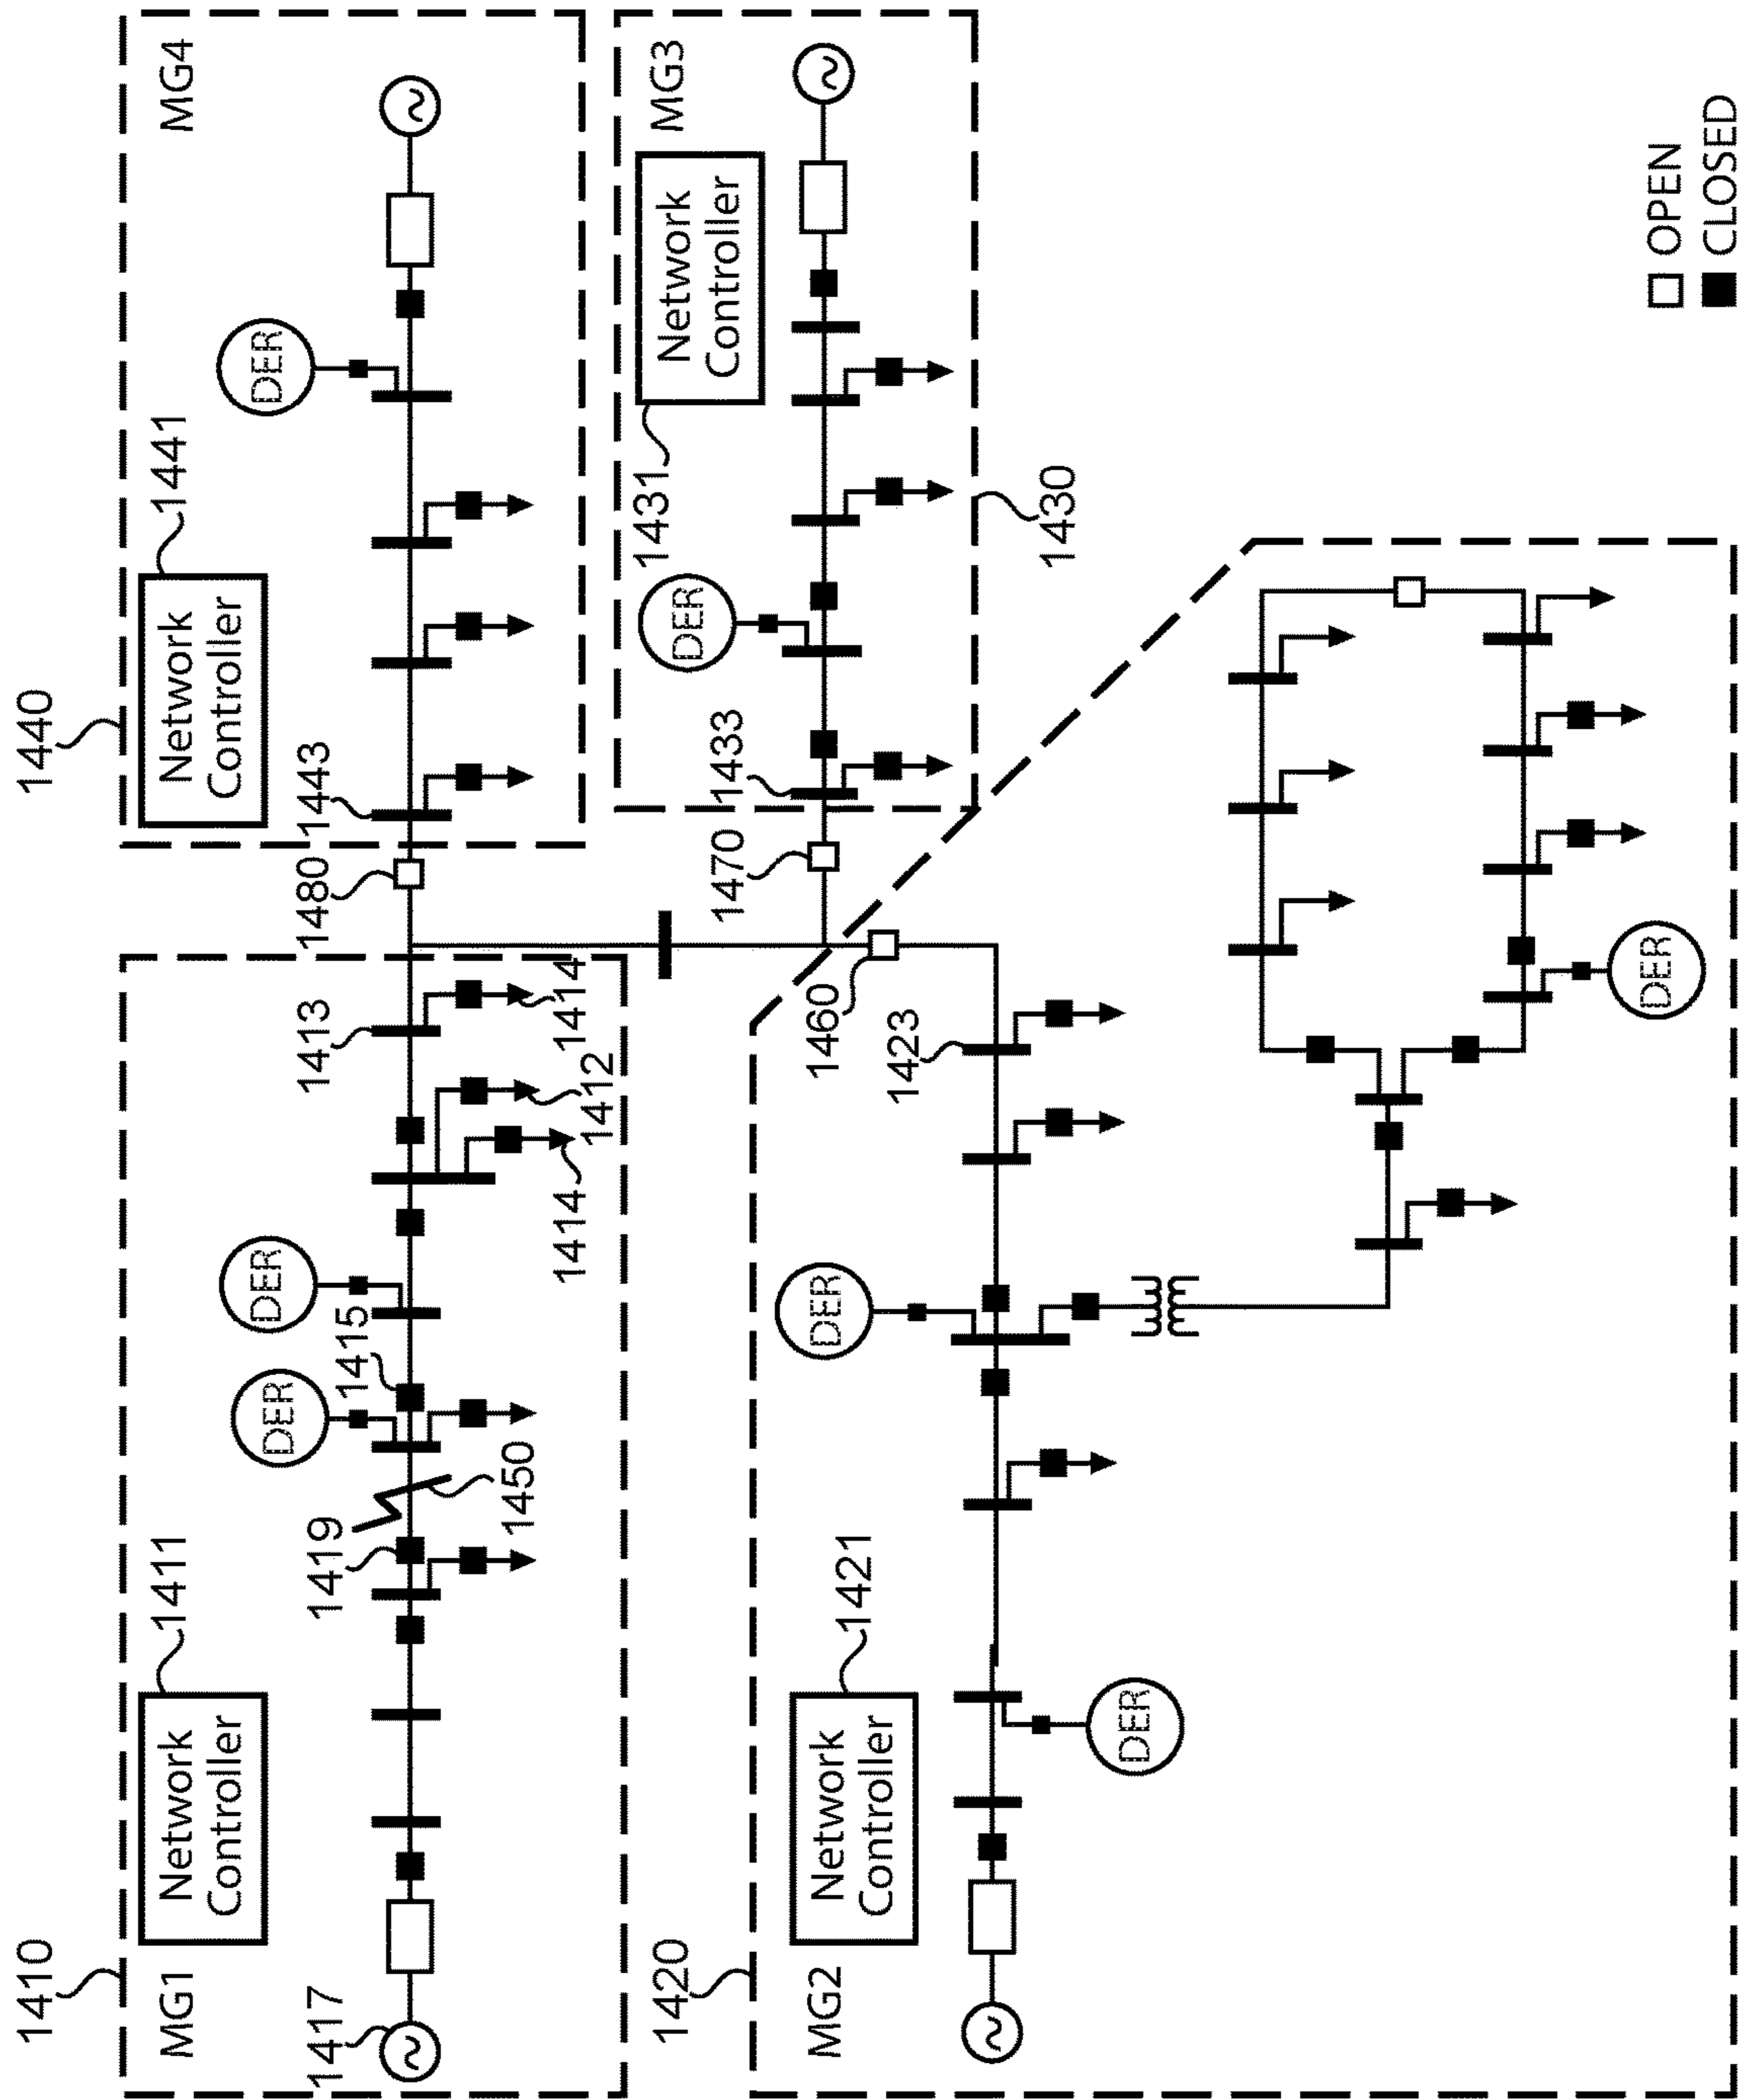 1440
1441
Network
Controller
MG4
DER
1443
1480
1410
MG1
Network
Controller
1411
1417
1419
1450
DER
1415
DER
1414
1412
1413
1414
1431
Network
Controller
MG3
DER
1433
1470
1430
1420
MG2
Network
Controller
1421
DER
DER
1423
1460
DER
OPEN
CLOSED